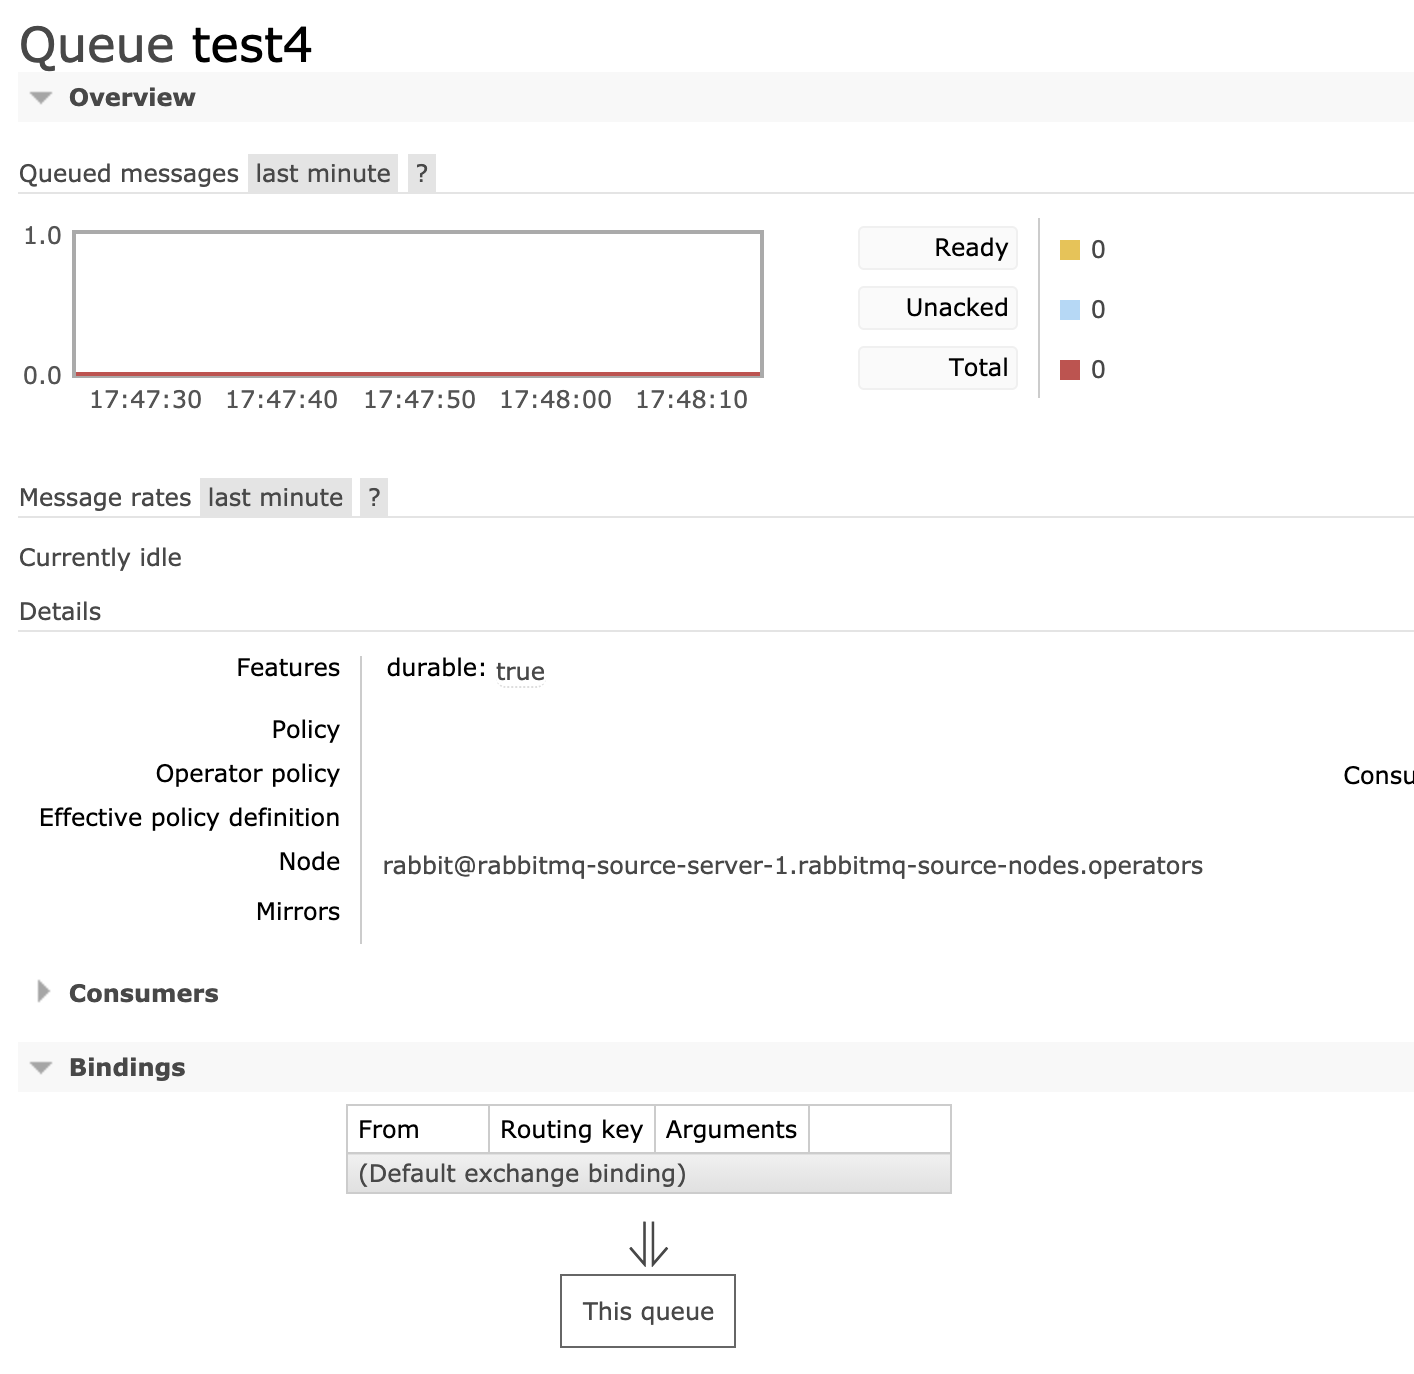 Queue test4
Overview
Queued messages last minute ?
1.0
0.0
17:47:30 17:47:40 17:47:50 17:48:00 17:48:10
Ready 0
Unacked 0
Total 0
Message rates last minute ?
Currently idle
Details
Features durable: true
Policy
Operator policy
Consu
Effective policy definition
Node rabbit@rabbitmq-source-server-1.rabbitmq-source-nodes.operators
Mirrors
Consumers
Bindings
From Routing key Arguments
(Default exchange binding)
⇓
This queue